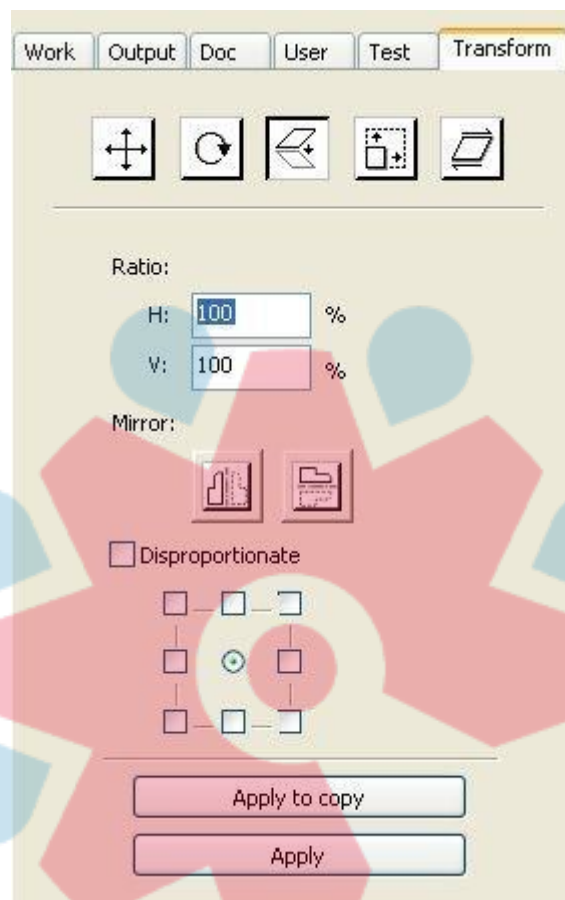 Work Output Doc User Test Transform
Ratio:
H: 100 %
V: 100 %
Mirror:
Disproportionate
Apply to copy
Apply